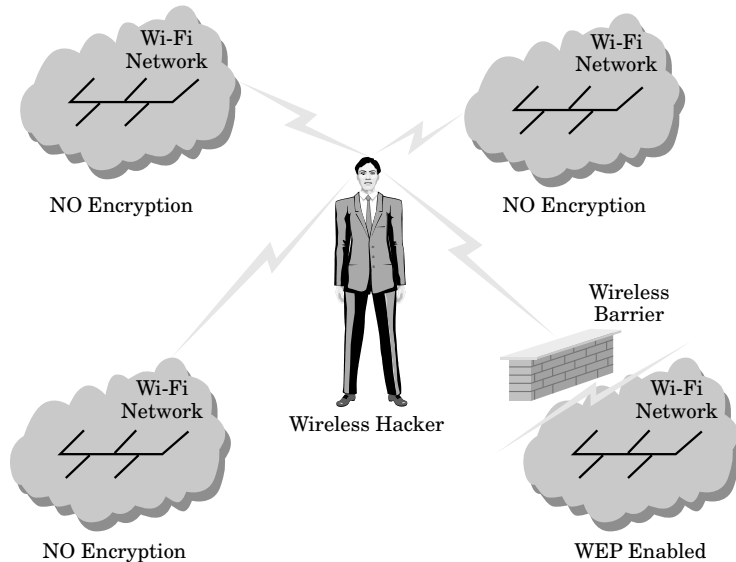 Wi-Fi
Network
NO Encryption
Wi-Fi
Network
NO Encryption
Wireless Hacker
Wireless
Barrier
Wi-Fi
Network
NO Encryption
Wi-Fi
Network
WEP Enabled